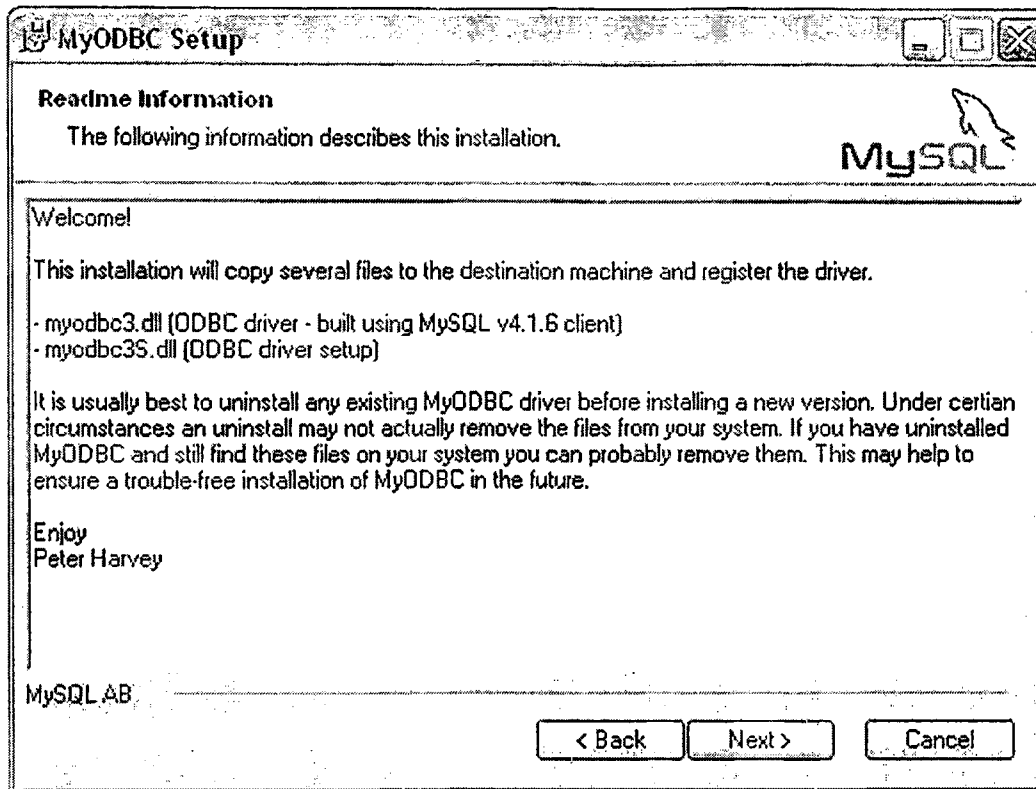 MyODBC Setup
Readme Information
The following information describes this installation.
MySQL
Welcome!
This installation will copy several files to the destination machine and register the driver.
- myodbc3.dll (ODBC driver - built using MySQL v4.1.6 client)
- myodbc3S.dll (ODBC driver setup)
It is usually best to uninstall any existing MyODBC driver before installing a new version. Under certian
circumstances an uninstall may not actually remove the files from your system. If you have uninstalled
MyODBC and still find these files on your system you can probably remove them. This may help to
ensure a trouble-free installation of MyODBC in the future.
Enjoy
Peter Harvey
MySQL AB
< Back Next > Cancel